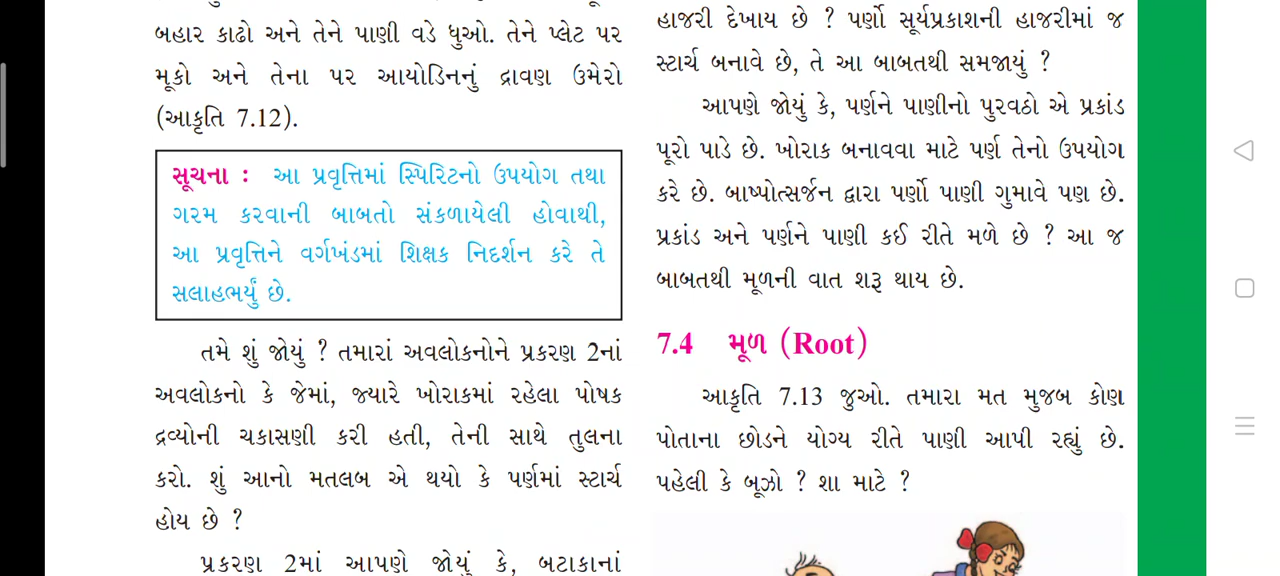 બહાર કાઢો અને તેને પાણી વડે ધુઓ. તેને પ્લેટ પર
મૂકો અને તેના પર આયોડિનનું દ્રાવણ ઉમેરો
(આકૃતિ 7.12).
સૂચના : આ પ્રવૃત્તિમાં સ્પિરિટનો ઉપયોગ તથા
ગરમ કરવાની બાબતો સંકળાયેલી હોવાથી,
આ પ્રવૃત્તિને વર્ગખંડમાં શિક્ષક નિદર્શન કરે તે
સલાહભર્યું છે.
તમે શું જોયું ? તમારાં અવલોકનોને પ્રકરણ 2નાં
અવલોકનો કે જેમાં, જ્યારે ખોરાકમાં રહેલા પોષક
દ્રવ્યોની ચકાસણી કરી હતી, તેની સાથે તુલના
કરો. શું આનો મતલબ એ થયો કે પર્ણમાં સ્ટાર્ચ
હોય છે ?
પ્રકરણ 2માં આપણે જોયું કે, બટાકાનાં
હાજરી દેખાય છે ? પર્ણો સૂર્યપ્રકાશની હાજરીમાં જ
સ્ટાર્ચ બનાવે છે, તે આ બાબતથી સમજાયું ?
આપણે જોયું કે, પર્ણને પાણીનો પુરવઠો એ પ્રકાંડ
પૂરો પાડે છે. ખોરાક બનાવવા માટે પર્ણ તેનો ઉપયોગ
કરે છે. બાષ્પોત્સર્જન દ્વારા પર્ણો પાણી ગુમાવે પણ છે.
પ્રકાંડ અને પર્ણને પાણી કઈ રીતે મળે છે ? આ જ
બાબતથી મૂળની વાત શરૂ થાય છે.
7.4 મૂળ (Root)
આકૃતિ 7.13 જુઓ. તમારા મત મુજબ કોણ
પોતાના છોડને યોગ્ય રીતે પાણી આપી રહ્યું છે.
પહેલી કે બૂઝો ? શા માટે ?